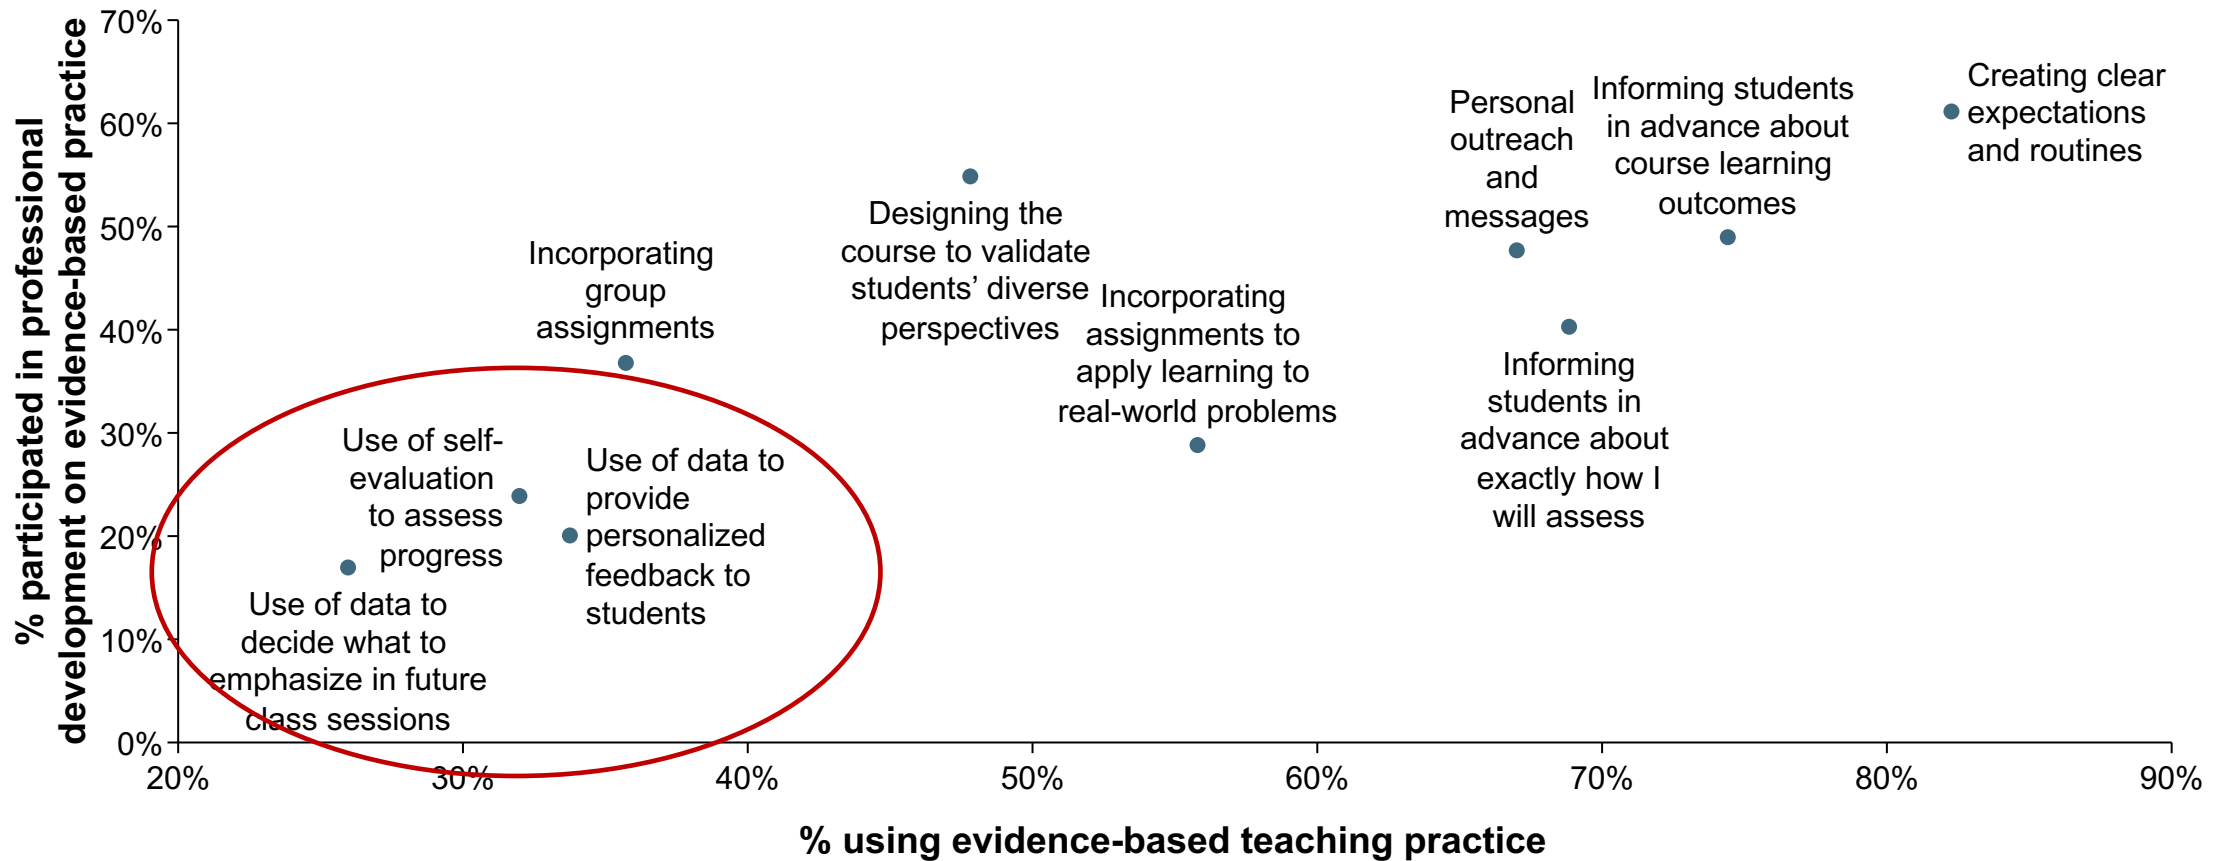 % participated in professional
development on evidence-based practice
70%
60%
50%
40%
30%
20%
10%
0%
Creating clear
expectations
and routines
Informing students
in advance about
course learning
outcomes
Personal
outreach
and
messages
Designing the
course to validate
students’ diverse
perspectives
Incorporating
group
assignments
Incorporating
assignments to
apply learning to
real-world problems
Informing
students in
advance about
exactly how I
will assess
Use of self-
evaluation
to assess
progress
Use of data to
provide
personalized
feedback to
students
Use of data to
decide what to
emphasize in future
class sessions
20%
30%
40%
50%
60%
70%
80%
90%
% using evidence-based teaching practice